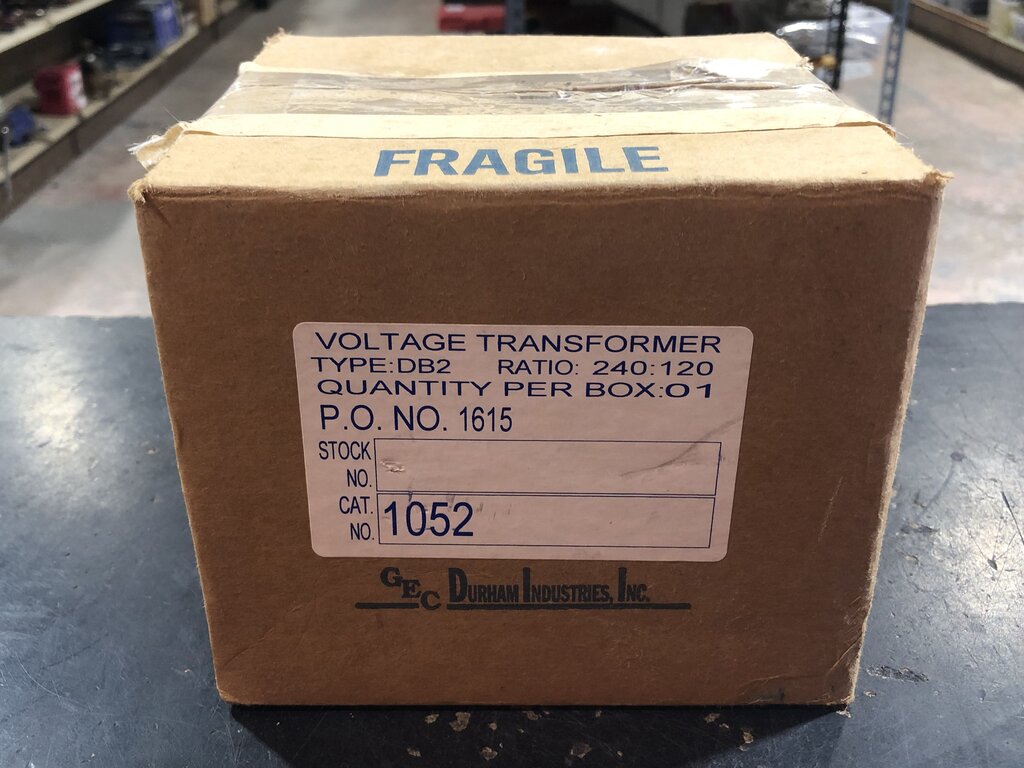 FRAGILE
VOLTAGE TRANSFORMER
TYPE:DB2 RATIO: 240:120
QUANTITY PER BOX:01
P.O. NO. 1615
STOCK NO.
CAT. NO. 1052
GEC DURHAM INDUSTRIES, INC.